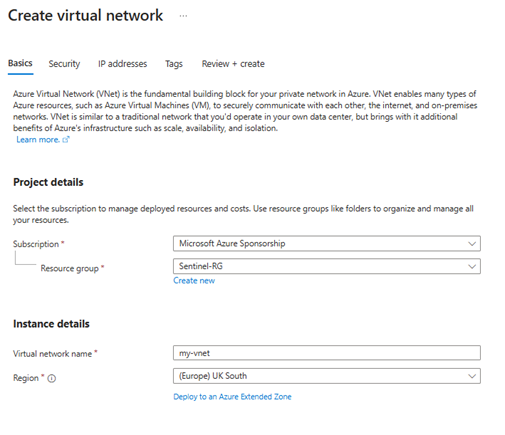 Create virtual network ...
Basics Security IP addresses Tags Review + create
Azure Virtual Network (VNet) is the fundamental building block for your private network in Azure. VNet enables many types of
Azure resources, such as Azure Virtual Machines (VM), to securely communicate with each other, the internet, and on-premises
networks. VNet is similar to a traditional network that you'd operate in your own data center, but brings with it additional
benefits of Azure's infrastructure such as scale, availability, and isolation.
Learn more.
Project details
Select the subscription to manage deployed resources and costs. Use resource groups like folders to organize and manage all
your resources.
Subscription * Microsoft Azure Sponsorship
Resource group * Sentinel-RG
Create new
Instance details
Virtual network name * my-vnet
Region * (Europe) UK South
Deploy to an Azure Extended Zone